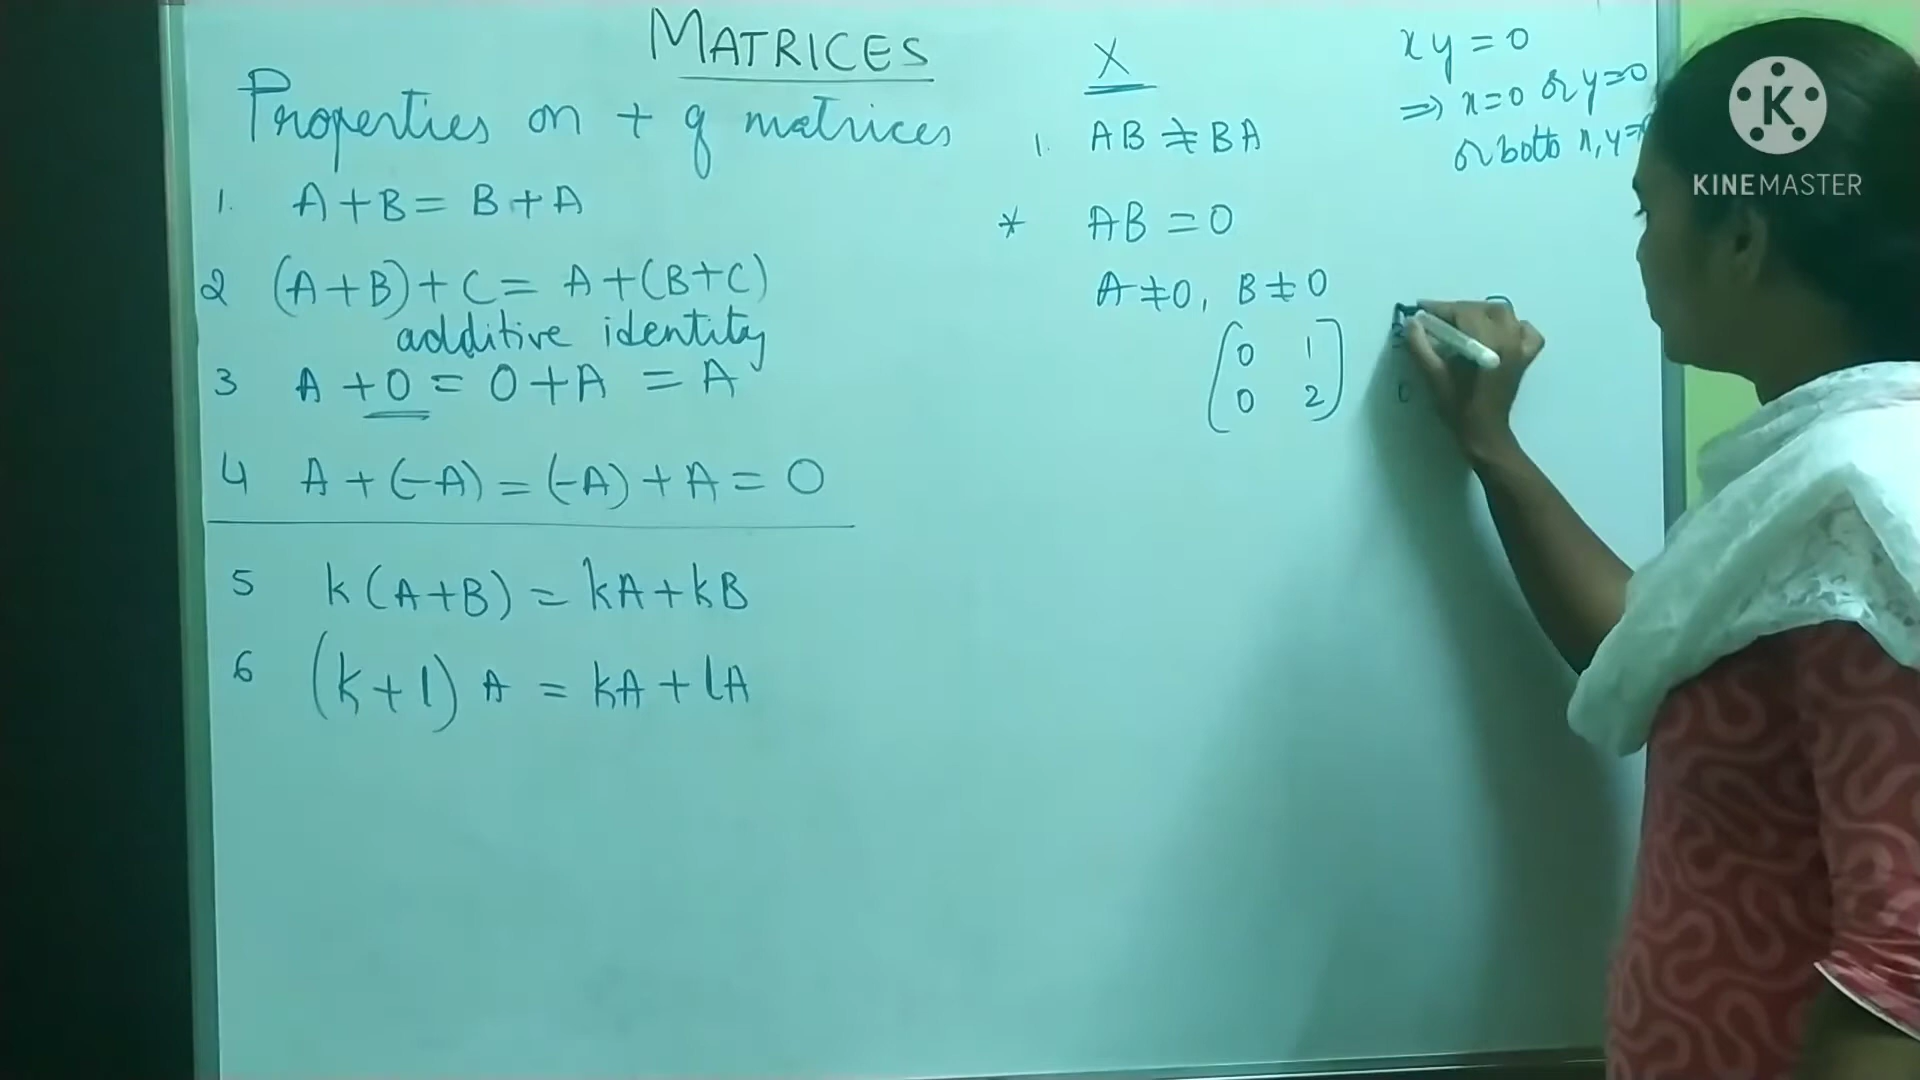 MATRICES
Properties on + of matrices
1. A+B = B+A
2 (A+B)+C = A+(B+C)
additive identity
3 A+0 = 0+A = A
4 A+(-A) = (-A)+A = 0
5 k(A+B) = kA+kB
6 (k+l) A = kA+lA
X
1. AB ≠ BA
* AB = 0
A≠0, B≠0
0 1
0 2
xy = 0
⇒ x=0 or y=0
or both x,y=
KINEMASTER